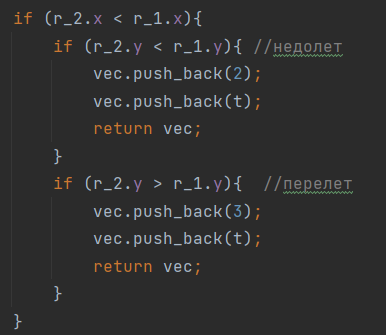 if (r_2.x < r_1.x){
    if (r_2.y < r_1.y){ //недолет
        vec.push_back(2);
        vec.push_back(t);
        return vec;
    }
    if (r_2.y > r_1.y){  //перелет
        vec.push_back(3);
        vec.push_back(t);
        return vec;
    }
}